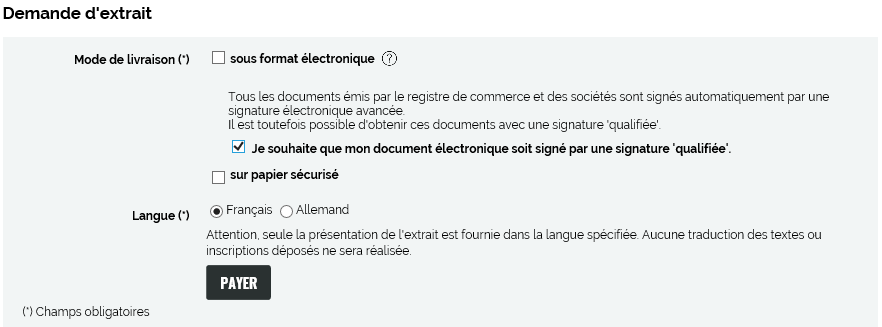 Demande d'extrait
Mode de livraison (*)
sous format électronique ?
Tous les documents émis par le registre de commerce et des sociétés sont signés automatiquement par une
signature électronique avancée.
Il est toutefois possible d'obtenir ces documents avec une signature 'qualifiée'.
Je souhaite que mon document électronique soit signé par une signature 'qualifiée'.
sur papier sécurisé
Langue (*)
Français Allemand
Attention, seule la présentation de l'extrait est fournie dans la langue spécifiée. Aucune traduction des textes ou
inscriptions déposés ne sera réalisée.
PAYER
(*) Champs obligatoires